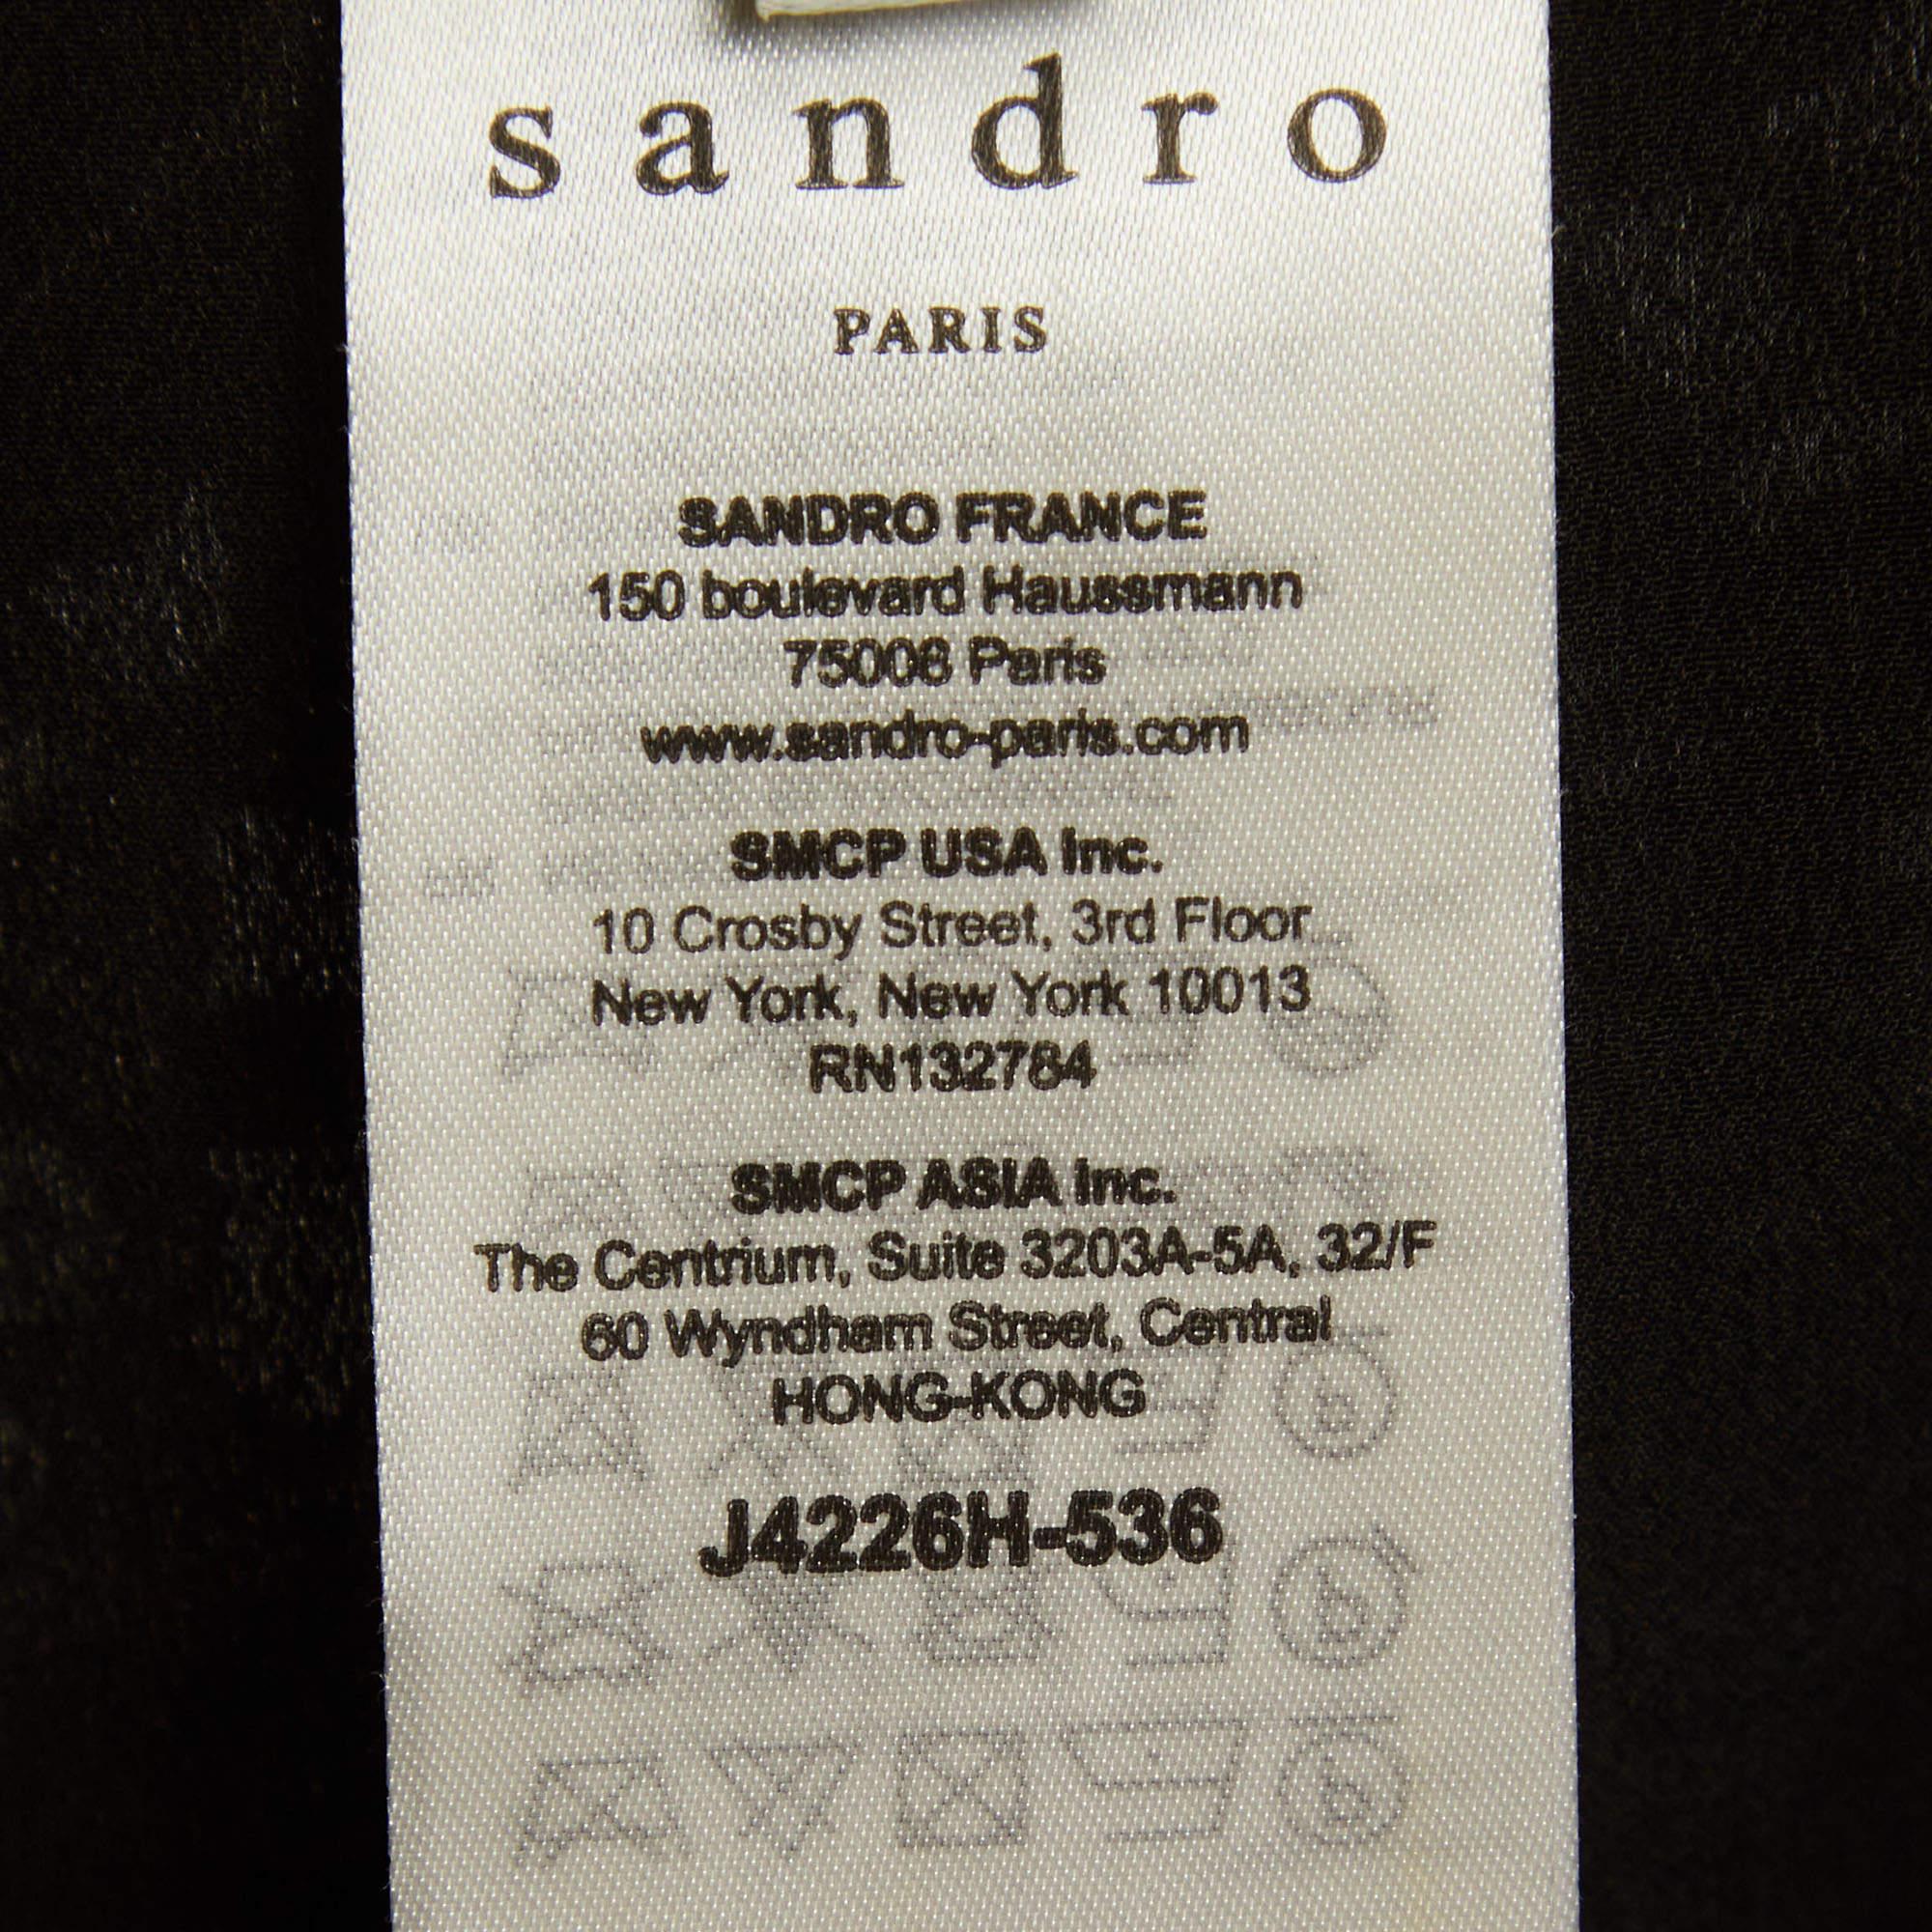 sandro
PARIS
SANDRO FRANCE
150 boulevard Haussmann
75008 Paris
www.sandro-paris.com
SMCP USA Inc.
10 Crosby Street, 3rd Floor
New York, New York 10013
RN132784
SMCP ASIA Inc.
The Centrium, Suite 3203A-5A, 32/F
60 Wyndham Street, Central
HONG-KONG
J4226H-536